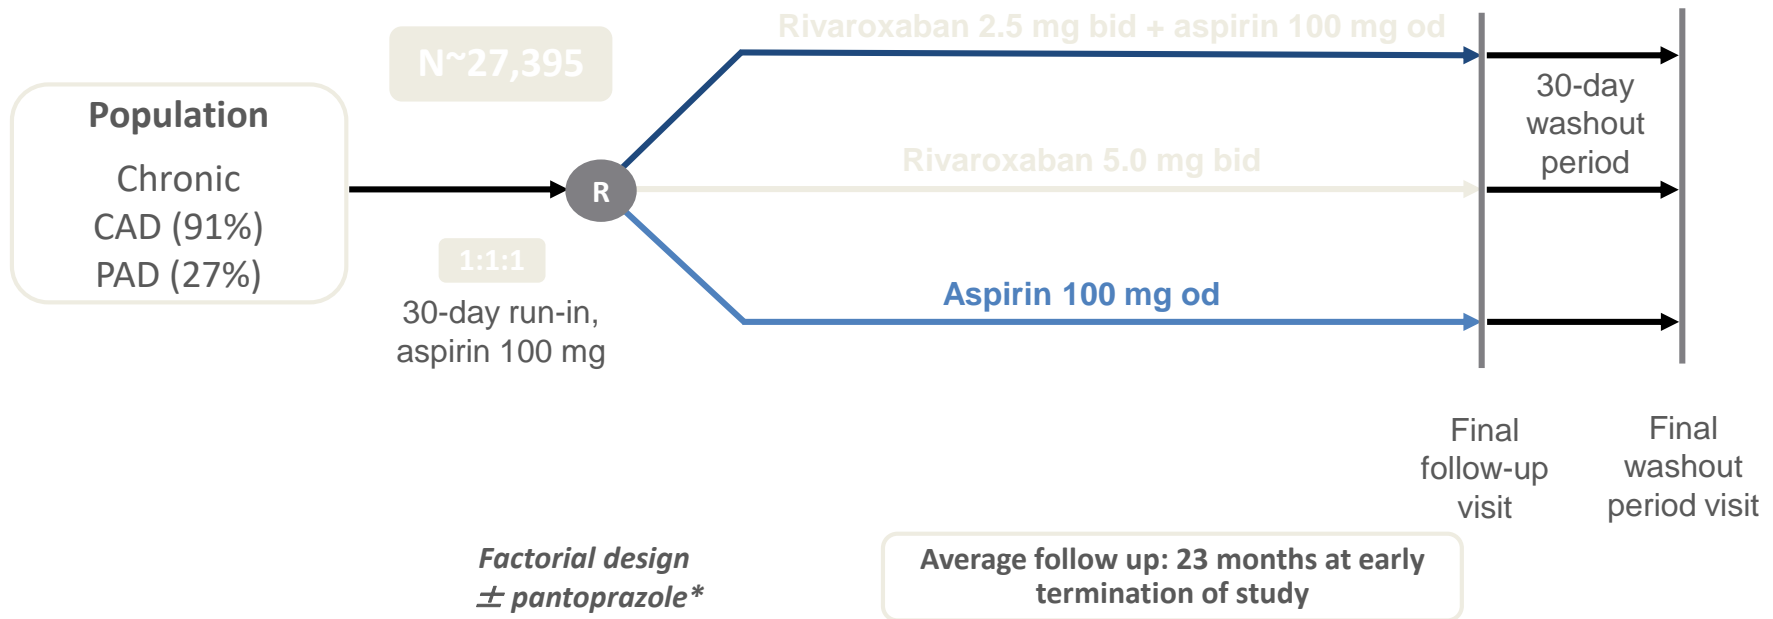 Rivaroxaban 2.5 mg bid + aspirin 100 mg od
N~27,395
Population
Chronic
CAD (91%)
PAD (27%)
R
1:1:1
30-day run-in,
aspirin 100 mg
Rivaroxaban 5.0 mg bid
Aspirin 100 mg od
30-day
washout
period
Final
follow-up
visit
Final
washout
period visit
Factorial design
± pantoprazole*
Average follow up: 23 months at early
termination of study